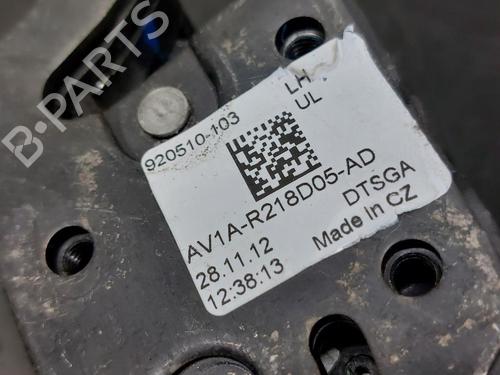 B-PARTS
LH
UL
920510-103
AV1A-R218D05-AD
28.11.12
DTSGA
12:38:13
Made In CZ